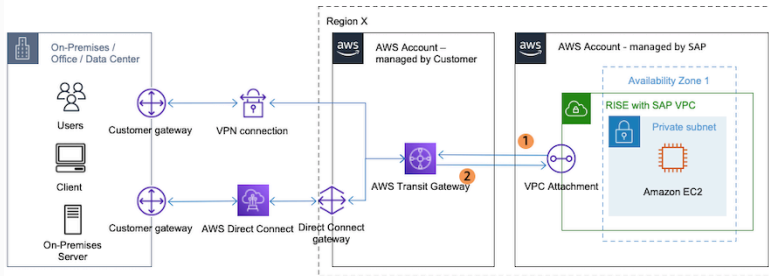 Region X
On-Premises /
Office / Data Center
aws
AWS Account –
managed by Customer
aws
AWS Account - managed by SAP
Availability Zone 1
RISE with SAP VPC
Private subnet
Users
Customer gateway
VPN connection
1
2
Client
AWS Transit Gateway
VPC Attachment
Amazon EC2
On-Premises
Server
Customer gateway
AWS Direct Connect
Direct Connect
gateway